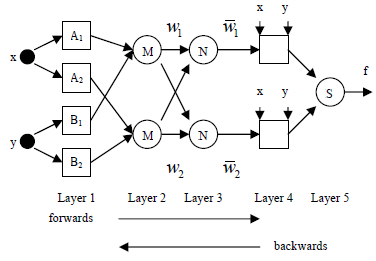 x y
A1 w1 w̅1
x M N
A2 f
x y S
B1
y M N
B2
w2 w̅2
Layer 1 Layer 2 Layer 3 Layer 4 Layer 5
forwards
backwards